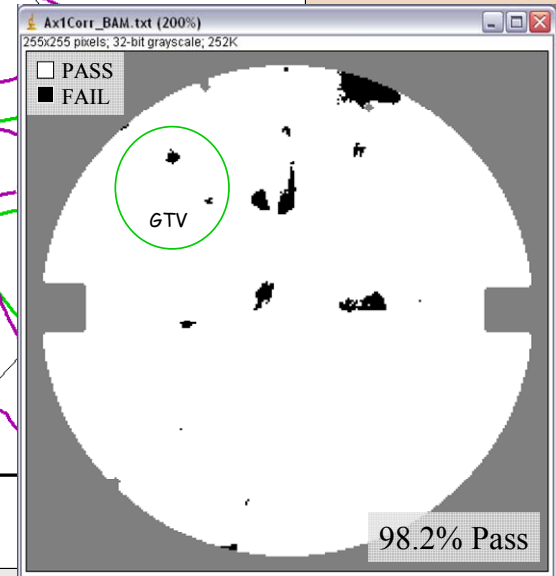 Ax1Corr_BAM.txt (200%)
255x255 pixels; 32-bit grayscale; 252K
PASS
FAIL
GTV
98.2% Pass